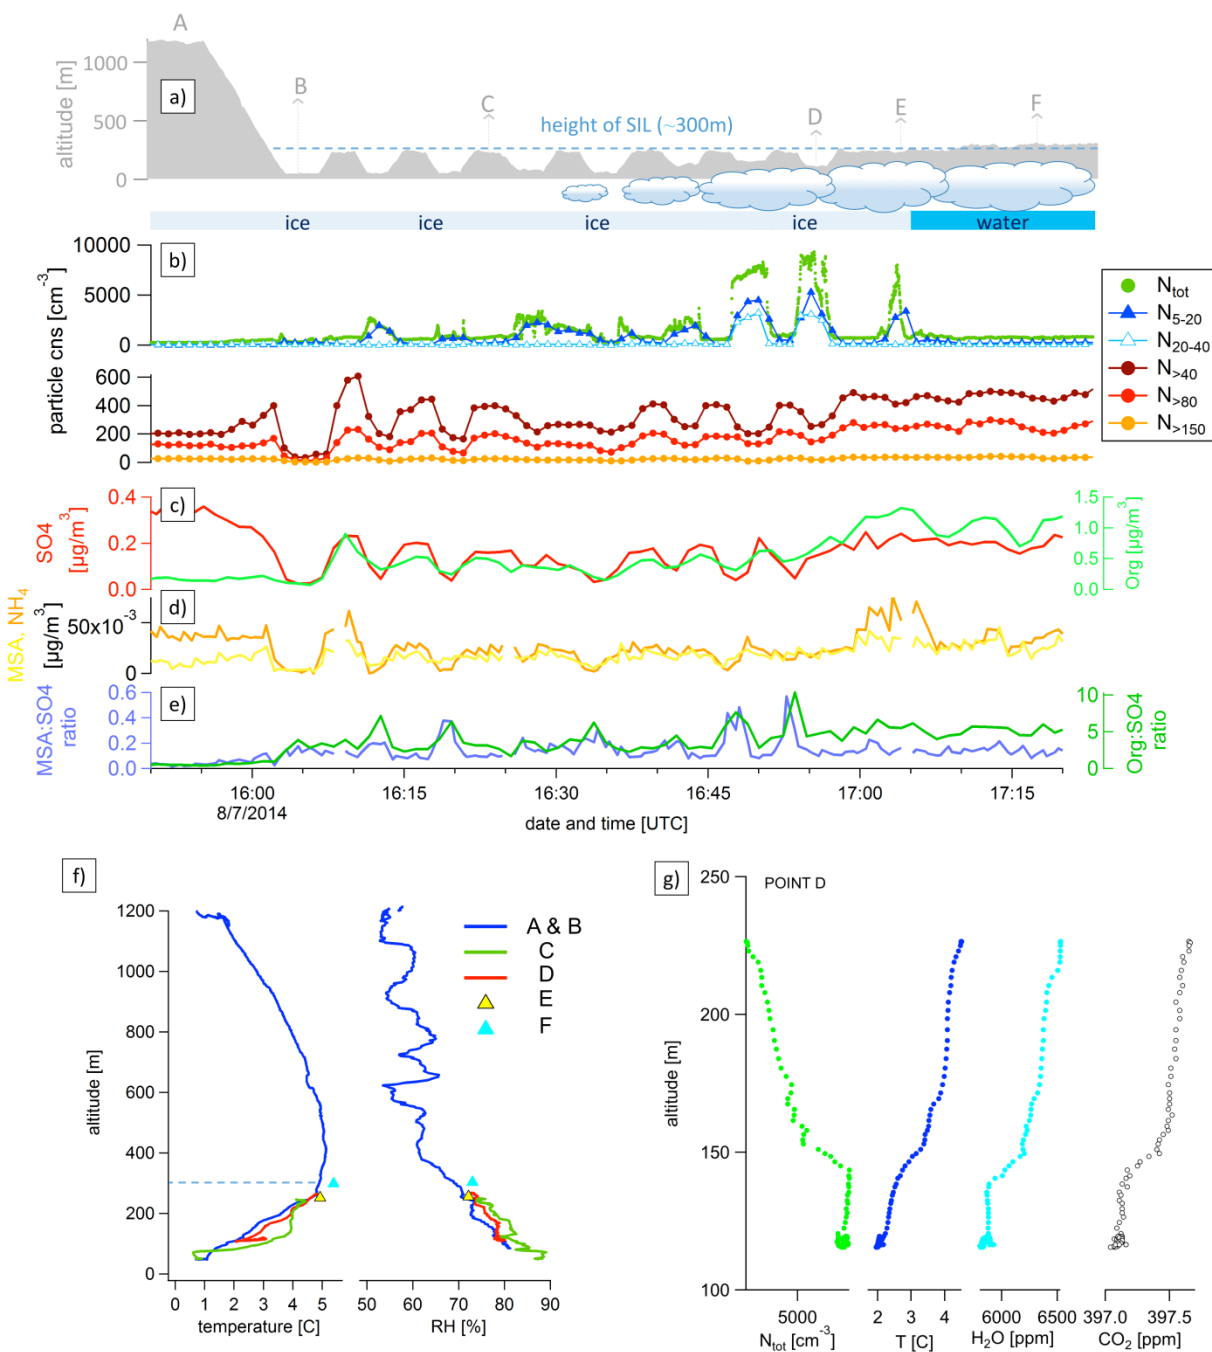 A
1000
a)
B
C
D
E
F
altitude [m]
500
height of SIL (~300m)
0
ice
ice
ice
ice
water
10000
b)
5000
0
particle cns [cm-3]
600
400
200
0
Ntot
N5-20
N20-40
N>40
N>80
N>150
0.4
c)
1.5
SO4
[µg/m3]
0.2
1.0
0.5
Org [µg/m3]
0.0
0.0
MSA, NH4
[µg/m3]
d)
50x10-3
0
0.6
e)
10
MSA:SO4
ratio
0.4
0.2
5
Org:SO4
ratio
0.0
0
16:00
16:15
16:30
16:45
17:00
17:15
8/7/2014
date and time [UTC]
f)
1200
1000
800
600
400
200
0
altitude [m]
A & B
C
D
E
F
0 1 2 3 4 5
50 60 70 80 90
temperature [C]
RH [%]
g)
250
POINT D
200
150
100
altitude [m]
5000
2 3 4
6000 6500
397.0 397.5
Ntot [cm-3]
T [C]
H2O [ppm]
CO2 [ppm]